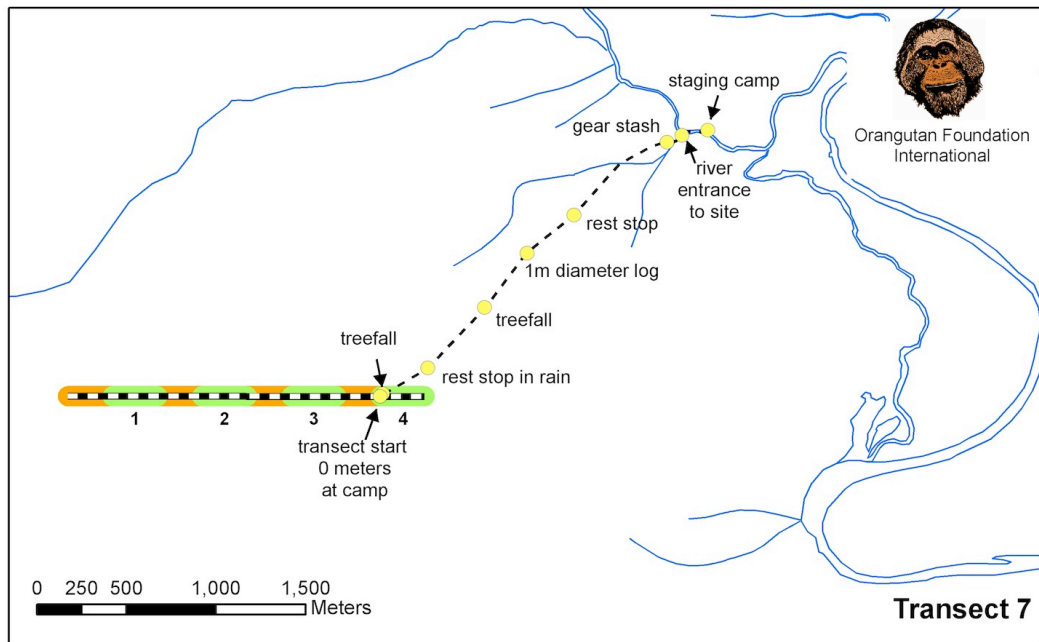 staging camp
gear stash
Orangutan Foundation
International
river
entrance
to site
rest stop
1m diameter log
treefall
treefall
rest stop in rain
1 2 3 4
transect start
0 meters
at camp
0 250 500 1,000 1,500
Meters
Transect 7